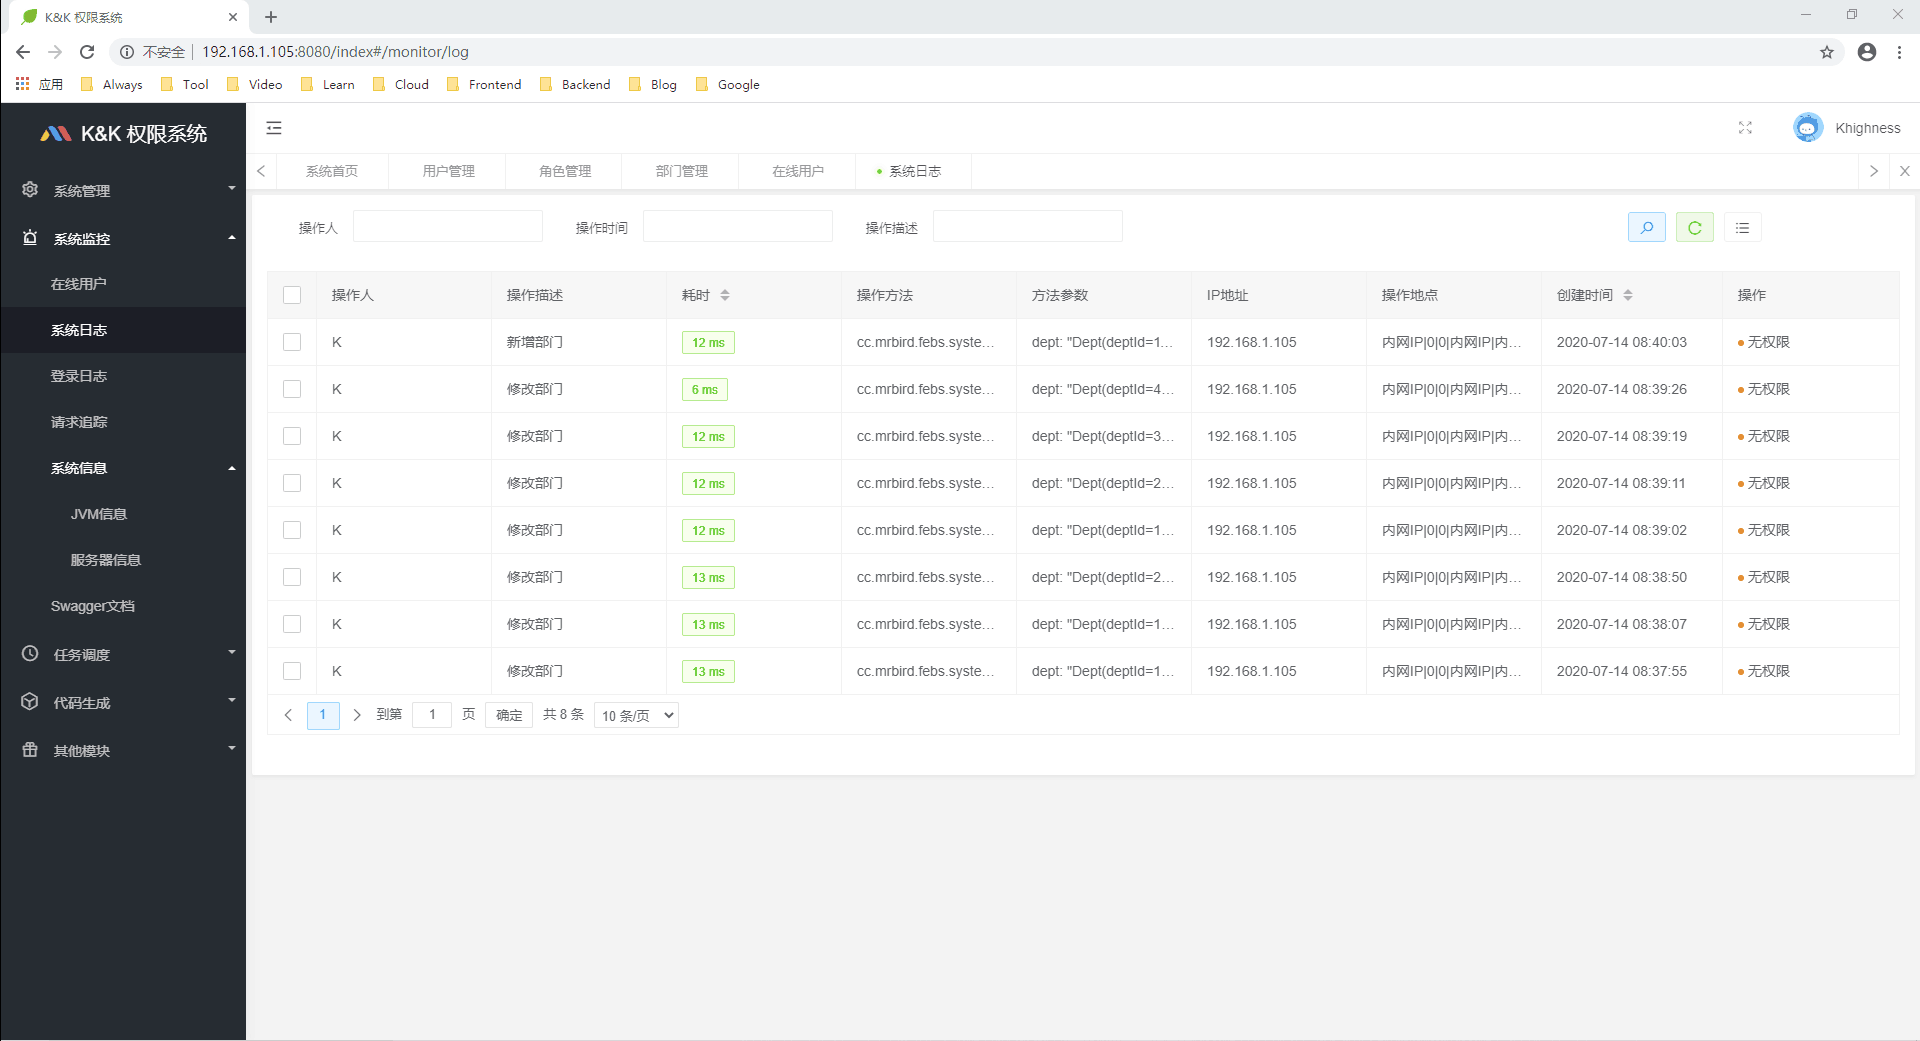 K&K 权限系统
不安全 192.168.1.105:8080/index#/monitor/log
应用 Always Tool Video Learn Cloud Frontend Backend Blog Google
K&K 权限系统
Khighness
系统首页 用户管理 角色管理 部门管理 在线用户 系统日志 X
系统管理
系统监控
在线用户
系统日志
登录日志
请求追踪
系统信息
JVM信息
服务器信息
Swagger文档
任务调度
代码生成
其他模块
操作人 操作时间 操作描述
操作人 操作描述 耗时 操作方法 方法参数 IP地址 操作地点 创建时间 操作
K 新增部门 12 ms cc.mrbird.febs.syste... dept: "Dept(deptId=1... 192.168.1.105 内网IP|0|0|内网IP|内... 2020-07-14 08:40:03 无权限
K 修改部门 6 ms cc.mrbird.febs.syste... dept: "Dept(deptId=4... 192.168.1.105 内网IP|0|0|内网IP|内... 2020-07-14 08:39:26 无权限
K 修改部门 12 ms cc.mrbird.febs.syste... dept: "Dept(deptId=3... 192.168.1.105 内网IP|0|0|内网IP|内... 2020-07-14 08:39:19 无权限
K 修改部门 12 ms cc.mrbird.febs.syste... dept: "Dept(deptId=2... 192.168.1.105 内网IP|0|0|内网IP|内... 2020-07-14 08:39:11 无权限
K 修改部门 12 ms cc.mrbird.febs.syste... dept: "Dept(deptId=1... 192.168.1.105 内网IP|0|0|内网IP|内... 2020-07-14 08:39:02 无权限
K 修改部门 13 ms cc.mrbird.febs.syste... dept: "Dept(deptId=2... 192.168.1.105 内网IP|0|0|内网IP|内... 2020-07-14 08:38:50 无权限
K 修改部门 13 ms cc.mrbird.febs.syste... dept: "Dept(deptId=1... 192.168.1.105 内网IP|0|0|内网IP|内... 2020-07-14 08:38:07 无权限
K 修改部门 13 ms cc.mrbird.febs.syste... dept: "Dept(deptId=1... 192.168.1.105 内网IP|0|0|内网IP|内... 2020-07-14 08:37:55 无权限
1 到第 1 页 确定 共 8 条 10 条/页